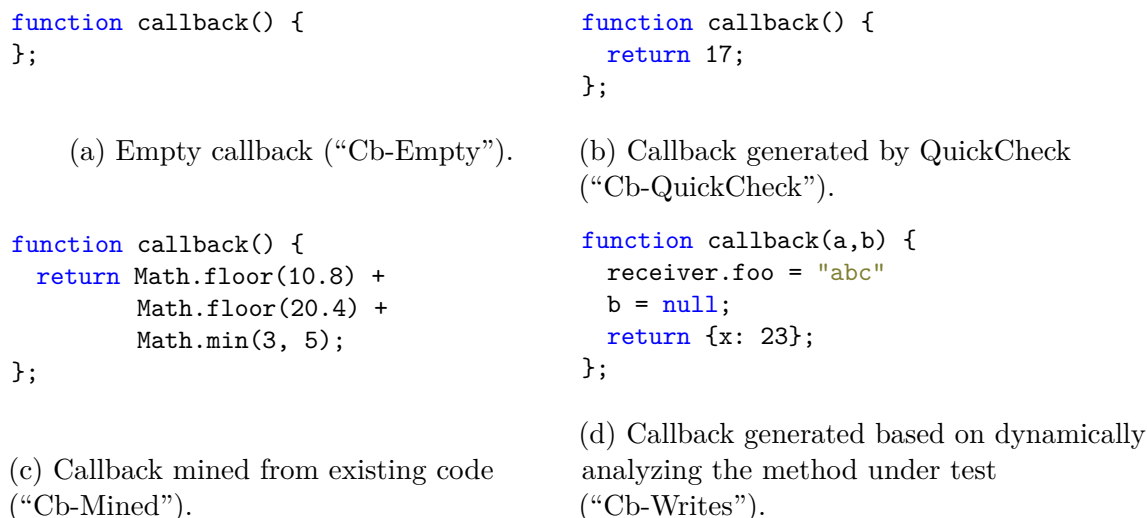 function callback() {
};
(a) Empty callback (“Cb-Empty”).
function callback() {
  return 17;
};
(b) Callback generated by QuickCheck
(“Cb-QuickCheck”).
function callback() {
  return Math.floor(10.8) +
         Math.floor(20.4) +
         Math.min(3, 5);
};
(c) Callback mined from existing code
(“Cb-Mined”).
function callback(a,b) {
  receiver.foo = "abc"
  b = null;
  return {x: 23};
};
(d) Callback generated based on dynamically
analyzing the method under test
(“Cb-Writes”).